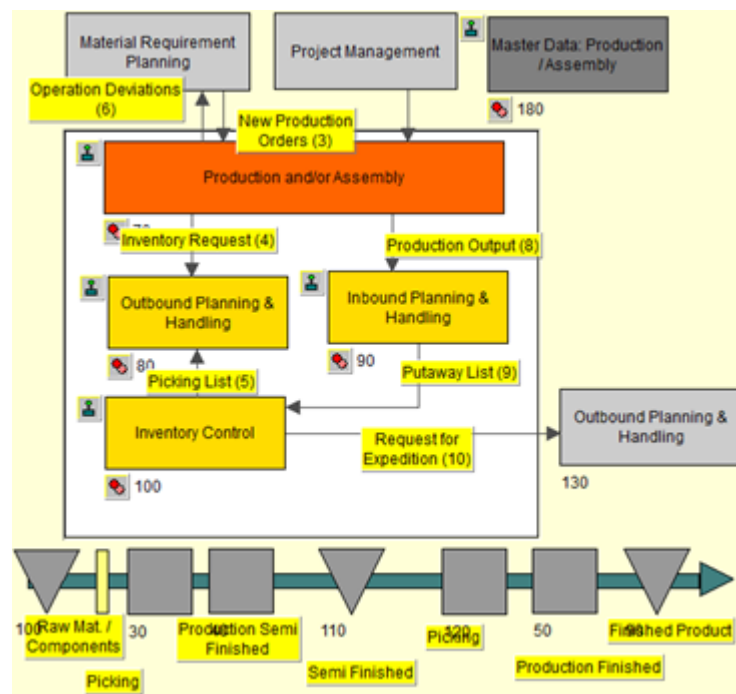 Material Requirement
Planning
Project Management
Master Data: Production
/ Assembly
Operation Deviations
(6)
180
New Production
Orders (3)
Production and/or Assembly
Inventory Request (4)
Production Output (8)
Outbound Planning &
Handling
Inbound Planning &
Handling
80
90
Picking List (5)
Putaway List (9)
Inventory Control
Request for
Expedition (10)
Outbound Planning &
Handling
100
130
100
Raw Mat. /
Components
30
Production Semi
Finished
110
Picking
120
50
Finished Product
90
Picking
Semi Finished
Production Finished